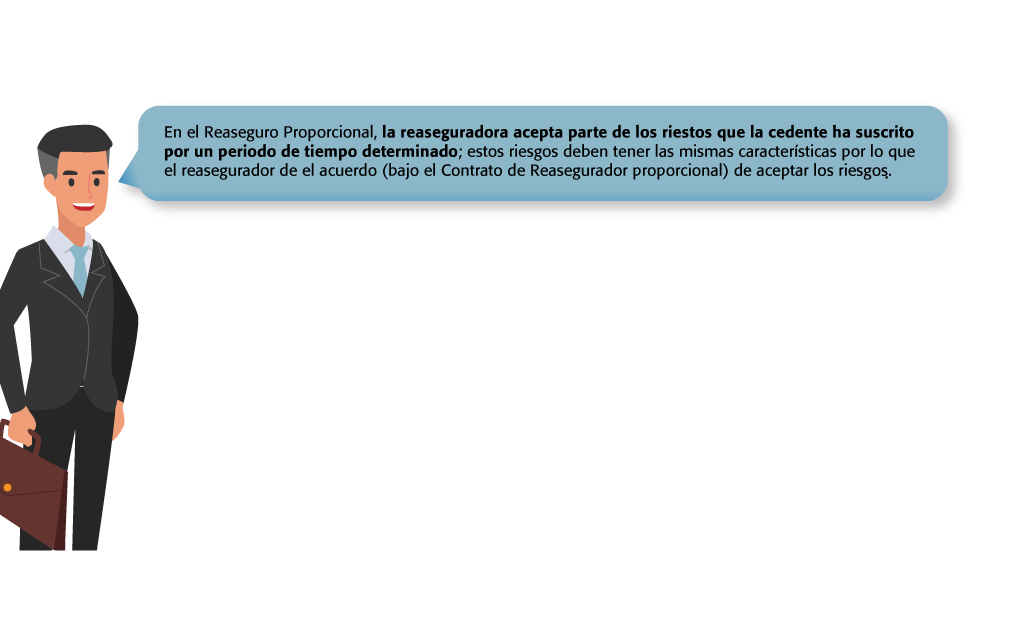 En el Reaseguro Proporcional, la reaseguradora acepta parte de los riestos que la cedente ha suscrito
por un periodo de tiempo determinado; estos riesgos deben tener las mismas características por lo que
el reasegurador de el acuerdo (bajo el Contrato de Reasegurador proporcional) de aceptar los riesgos.